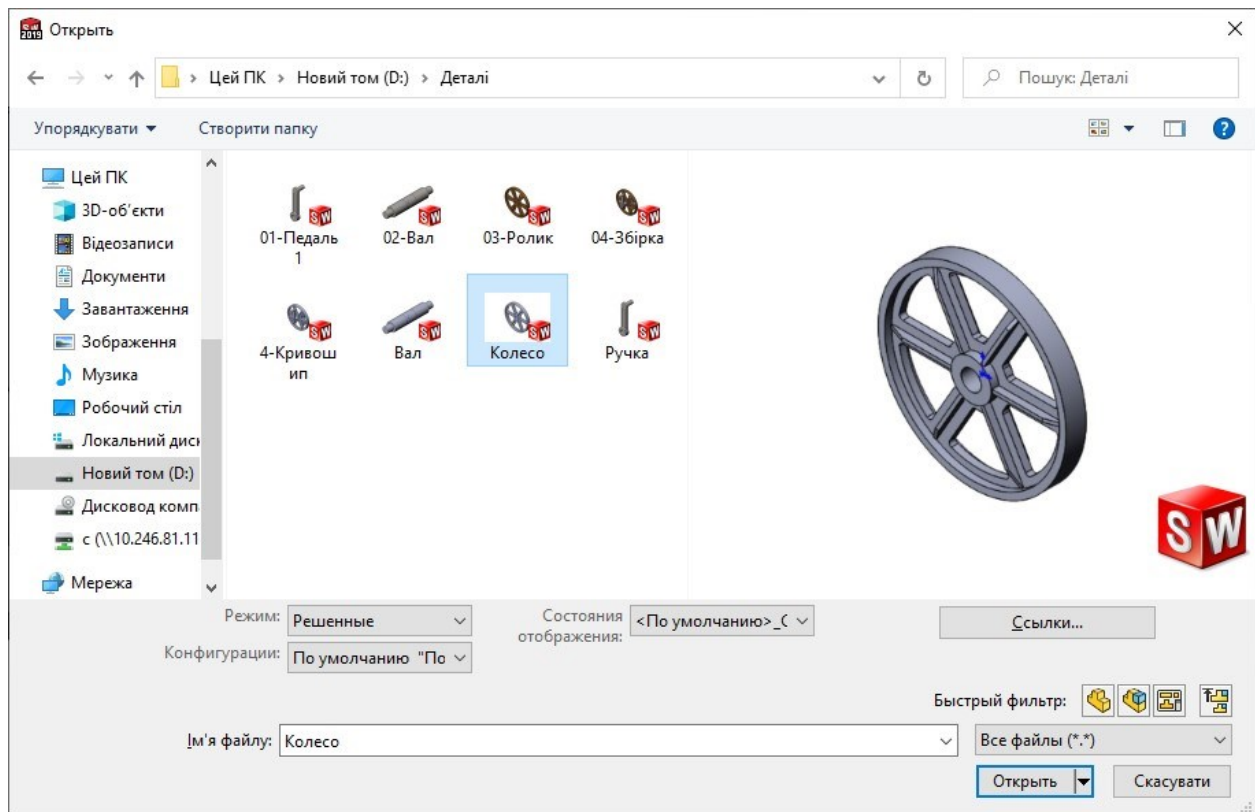 SW 2019 Открыть
Цей ПК › Новий том (D:) › Деталі
Пошук: Деталі
Упорядкувати
Створити папку
Цей ПК
3D-об'єкти
Відеозаписи
Документи
Завантаження
Зображення
Музика
Робочий стіл
Локальний диск
Новий том (D:)
Дисковод комп
с (\\10.246.81.11
Мережа
01-Педаль
1
02-Вал
03-Ролик
04-Збірка
4-Кривош
ип
Вал
Колесо
Ручка
SW
Режим:
Решенные
Состояния
отображения:
<По умолчанию>_С
Ссылки...
Конфигурации:
По умолчанию "По
Быстрый фильтр:
Ім'я файлу:
Колесо
Все файлы (*.*)
Открыть
Скасувати